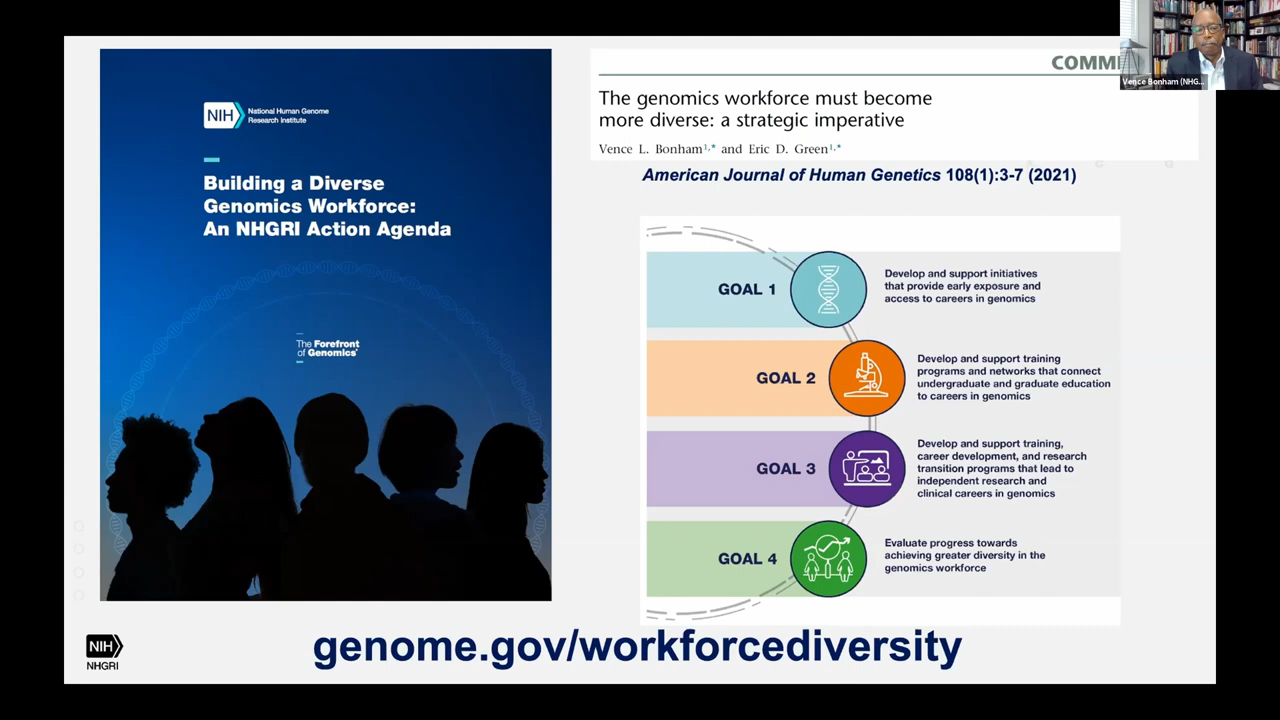 NIH
National Human Genome
Research Institute
Building a Diverse
Genomics Workforce:
An NHGRI Action Agenda
The Forefront
of Genomics®
Vence Bonham (NHG...
The genomics workforce must become
more diverse: a strategic imperative
Vence L. Bonham1,* and Eric D. Green1,*
American Journal of Human Genetics 108(1):3-7 (2021)
GOAL 1
Develop and support initiatives
that provide early exposure and
access to careers in genomics
GOAL 2
Develop and support training
programs and networks that connect
undergraduate and graduate education
to careers in genomics
GOAL 3
Develop and support training,
career development, and research
transition programs that lead to
independent research and
clinical careers in genomics
GOAL 4
Evaluate progress towards
achieving greater diversity in the
genomics workforce
NIH
NHGRI
genome.gov/workforcediversity